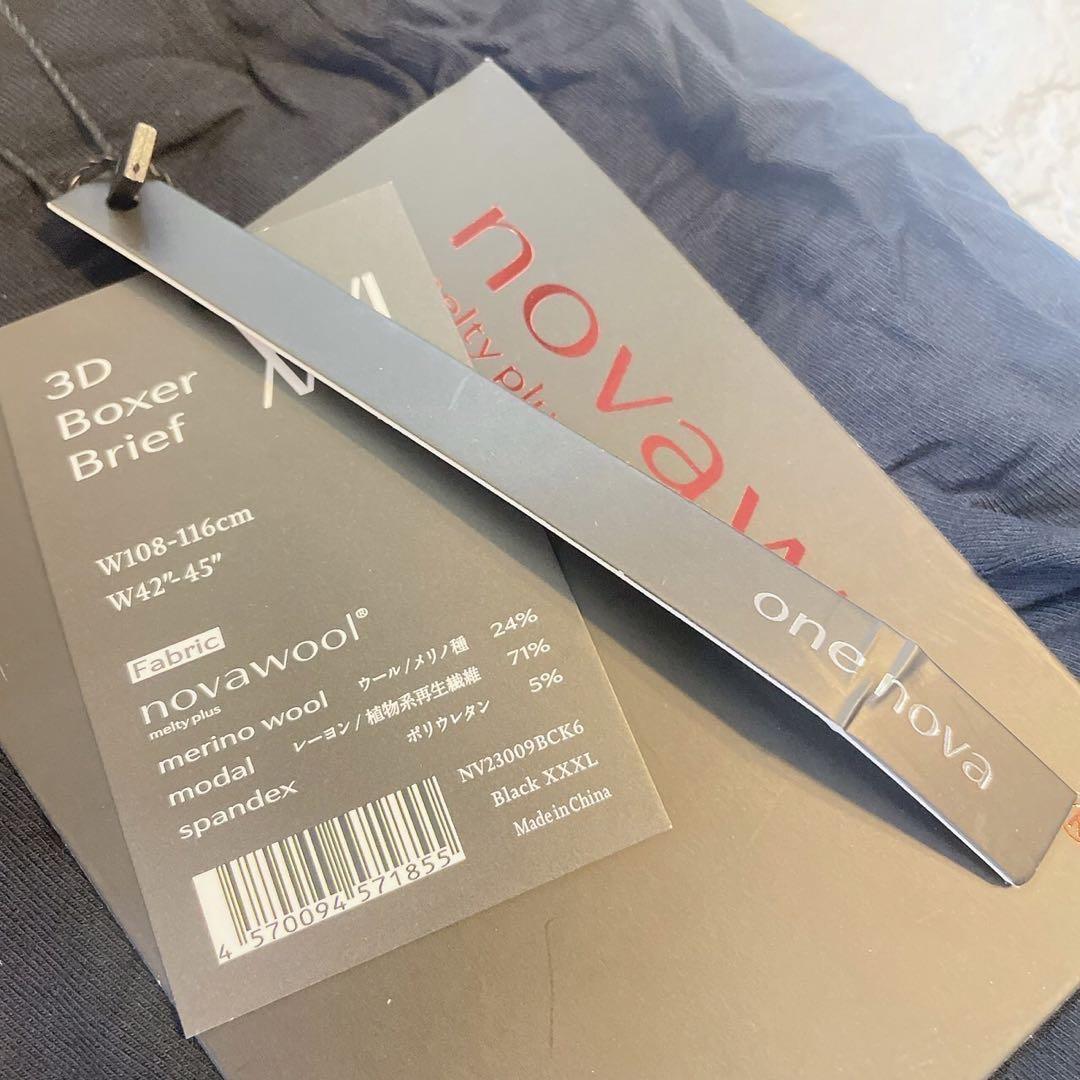 novaw
melty plu
3D
Boxer
Brief
W108-116cm
W42"-45"
Fabric
novawool®
melty plus
merino wool ウール/メリノ種 24%
modal レーヨン/植物系再生繊維 71%
spandex ポリウレタン 5%
NV23009BCK6
Black XXXL
Made in China
4 570094 571855
one nova